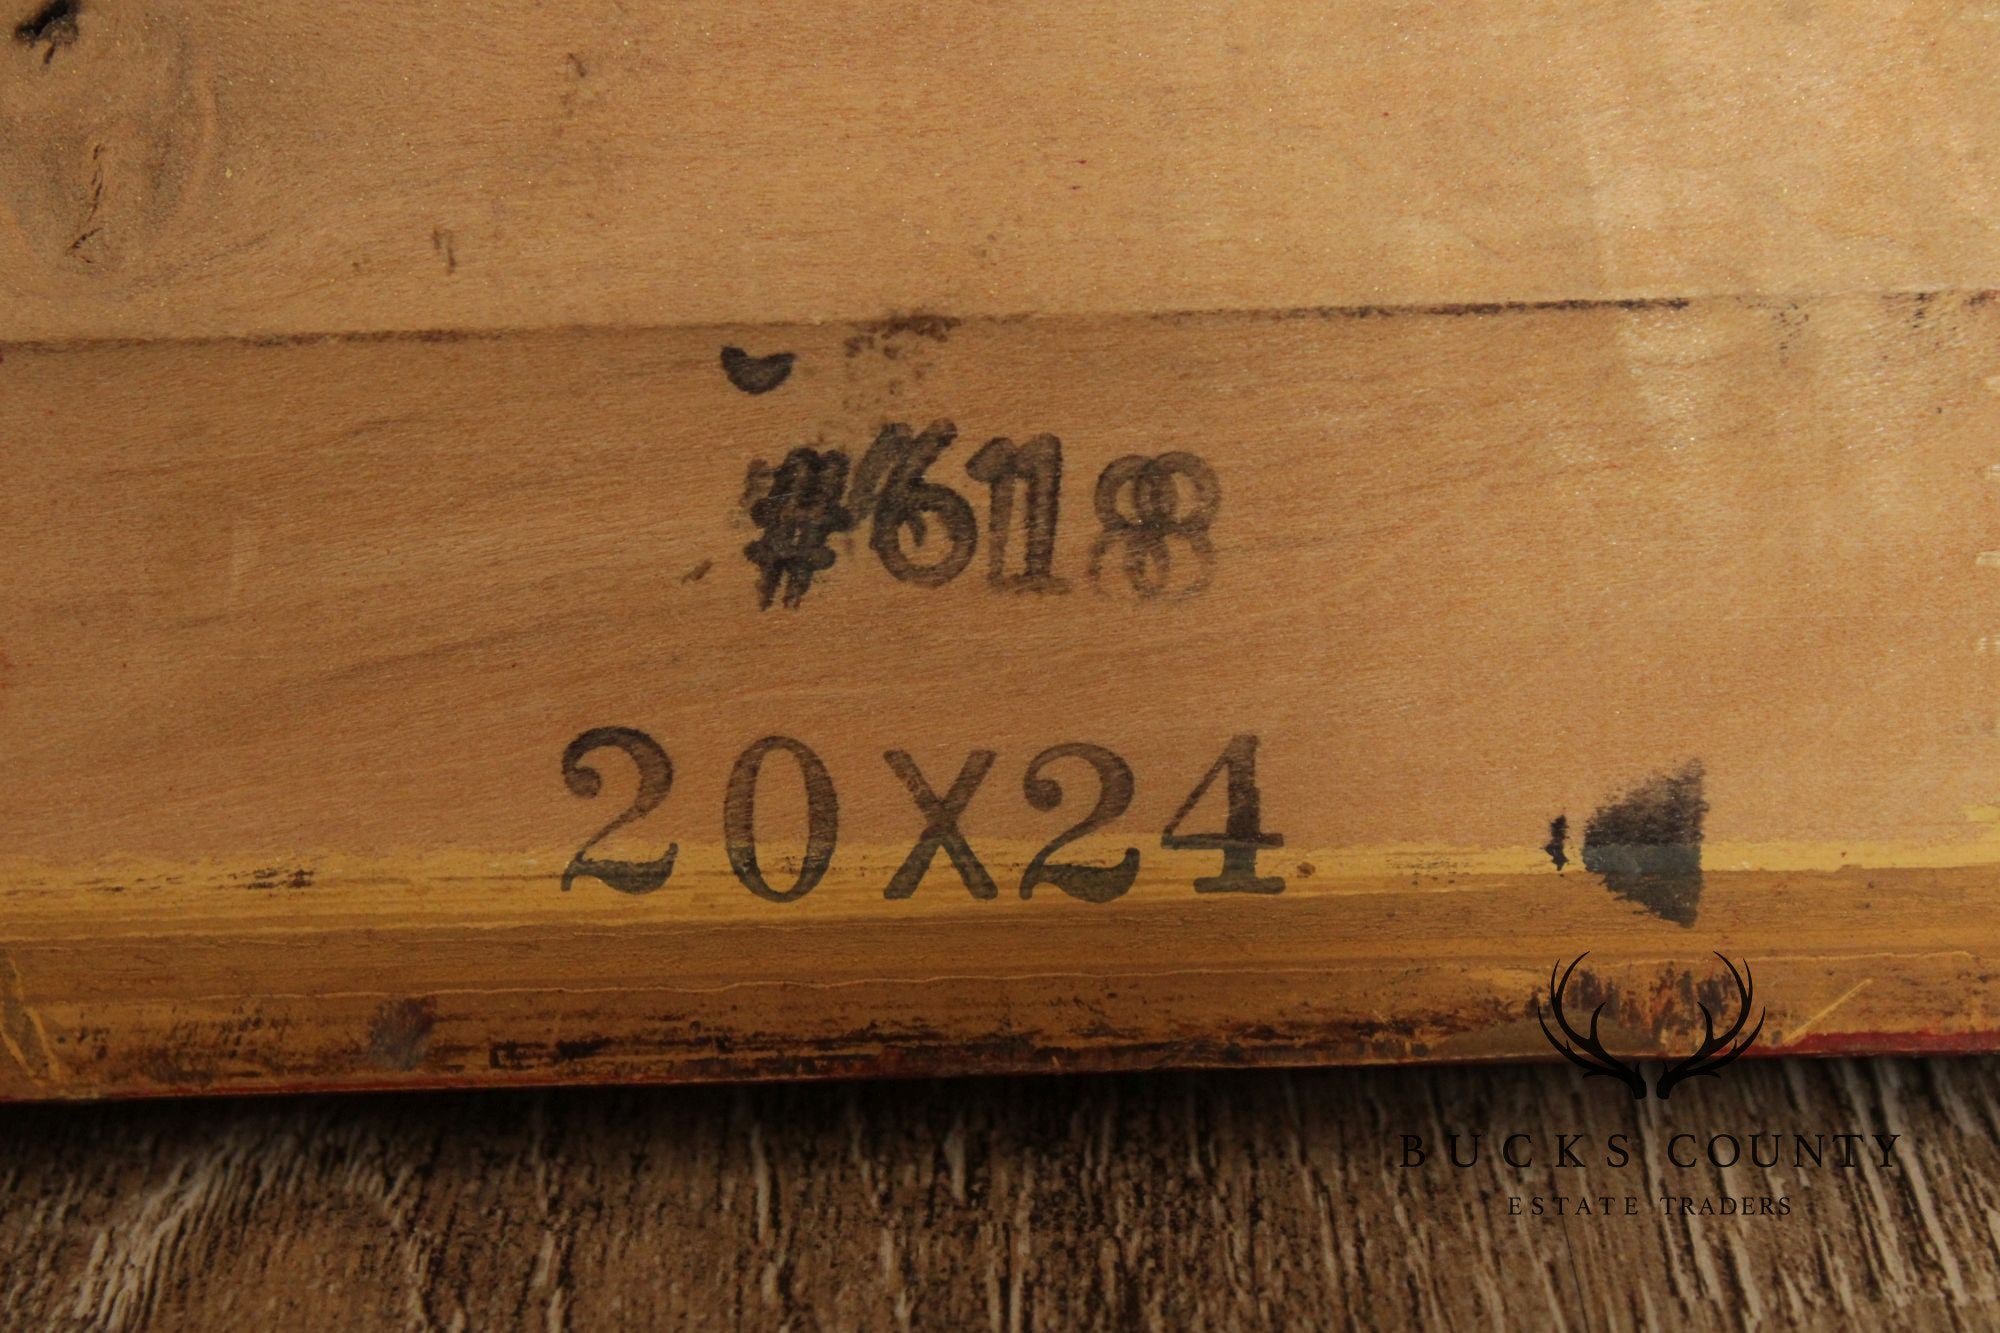 #618
20X24
BUCKS COUNTY
ESTATE TRADERS